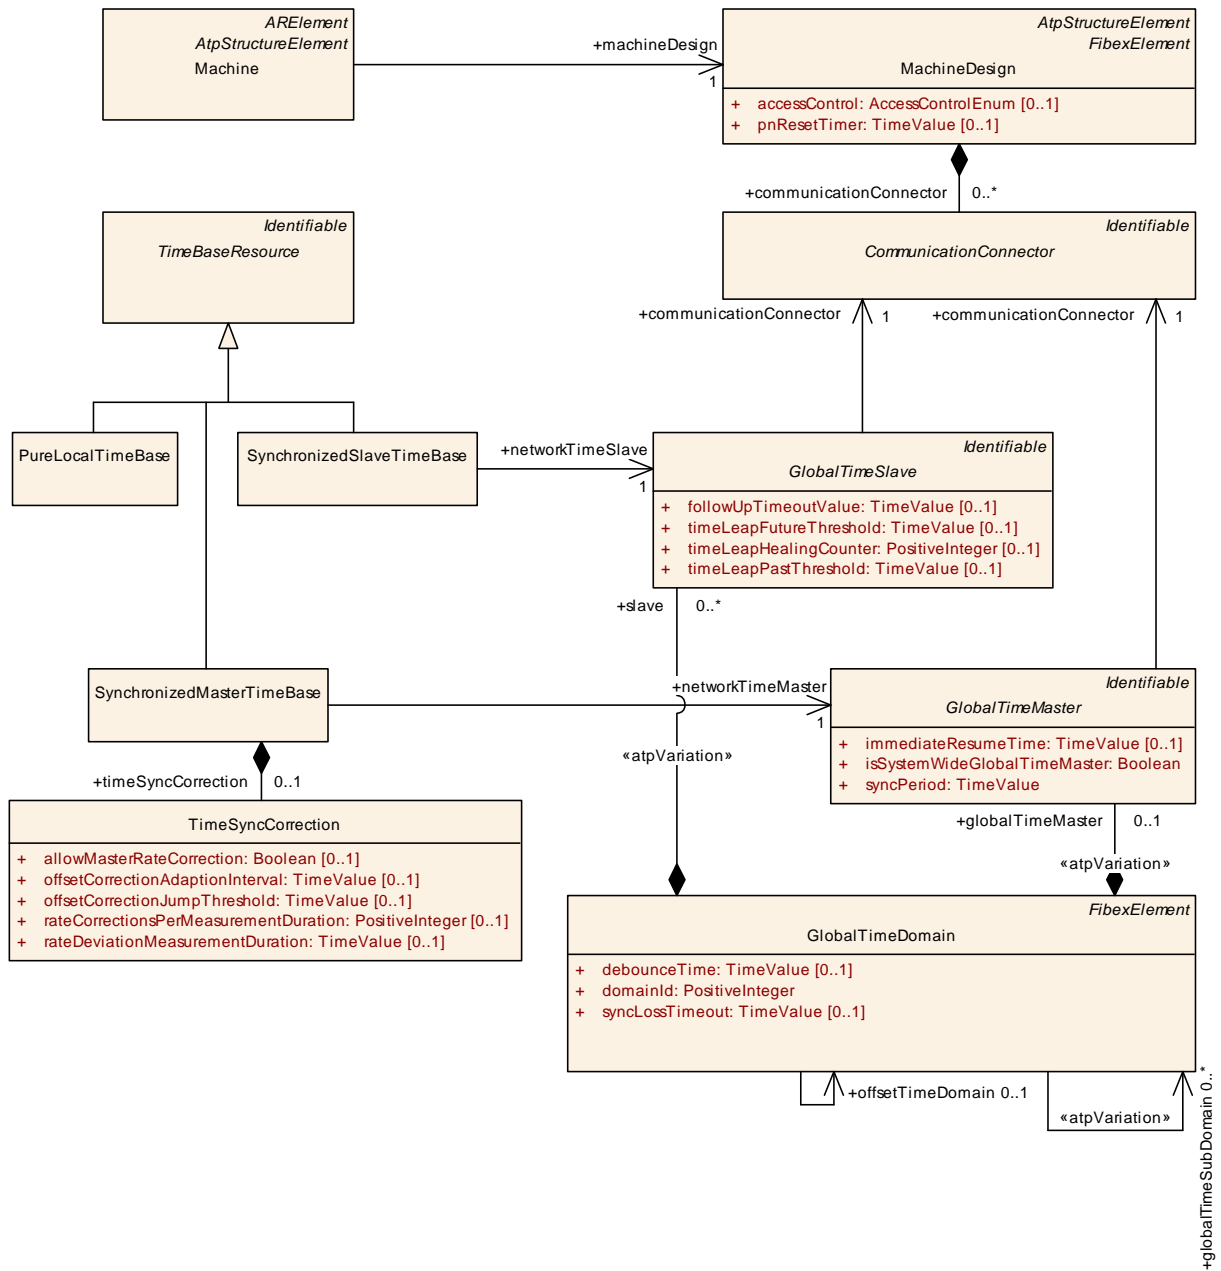 ARElement
AtpStructureElement
Machine
+machineDesign
1
AtpStructureElement
FibexElement
MachineDesign
+ accessControl: AccessControlEnum [0..1]
+ pnResetTimer: TimeValue [0..1]
+communicationConnector 0..*
Identifiable
TimeBaseResource
Identifiable
CommunicationConnector
+communicationConnector 1
+communicationConnector 1
PureLocalTimeBase
SynchronizedSlaveTimeBase
+networkTimeSlave
1
Identifiable
GlobalTimeSlave
+ followUpTimeoutValue: TimeValue [0..1]
+ timeLeapFutureThreshold: TimeValue [0..1]
+ timeLeapHealingCounter: PositiveInteger [0..1]
+ timeLeapPastThreshold: TimeValue [0..1]
+slave 0..*
SynchronizedMasterTimeBase
+networkTimeMaster
1
Identifiable
GlobalTimeMaster
+ immediateResumeTime: TimeValue [0..1]
+ isSystemWideGlobalTimeMaster: Boolean
+ syncPeriod: TimeValue
«atpVariation»
+timeSyncCorrection 0..1
TimeSyncCorrection
+ allowMasterRateCorrection: Boolean [0..1]
+ offsetCorrectionAdaptionInterval: TimeValue [0..1]
+ offsetCorrectionJumpThreshold: TimeValue [0..1]
+ rateCorrectionsPerMeasurementDuration: PositiveInteger [0..1]
+ rateDeviationMeasurementDuration: TimeValue [0..1]
+globalTimeMaster 0..1
«atpVariation»
FibexElement
GlobalTimeDomain
+ debounceTime: TimeValue [0..1]
+ domainId: PositiveInteger
+ syncLossTimeout: TimeValue [0..1]
+offsetTimeDomain 0..1
«atpVariation»
+globalTimeSubDomain 0..*